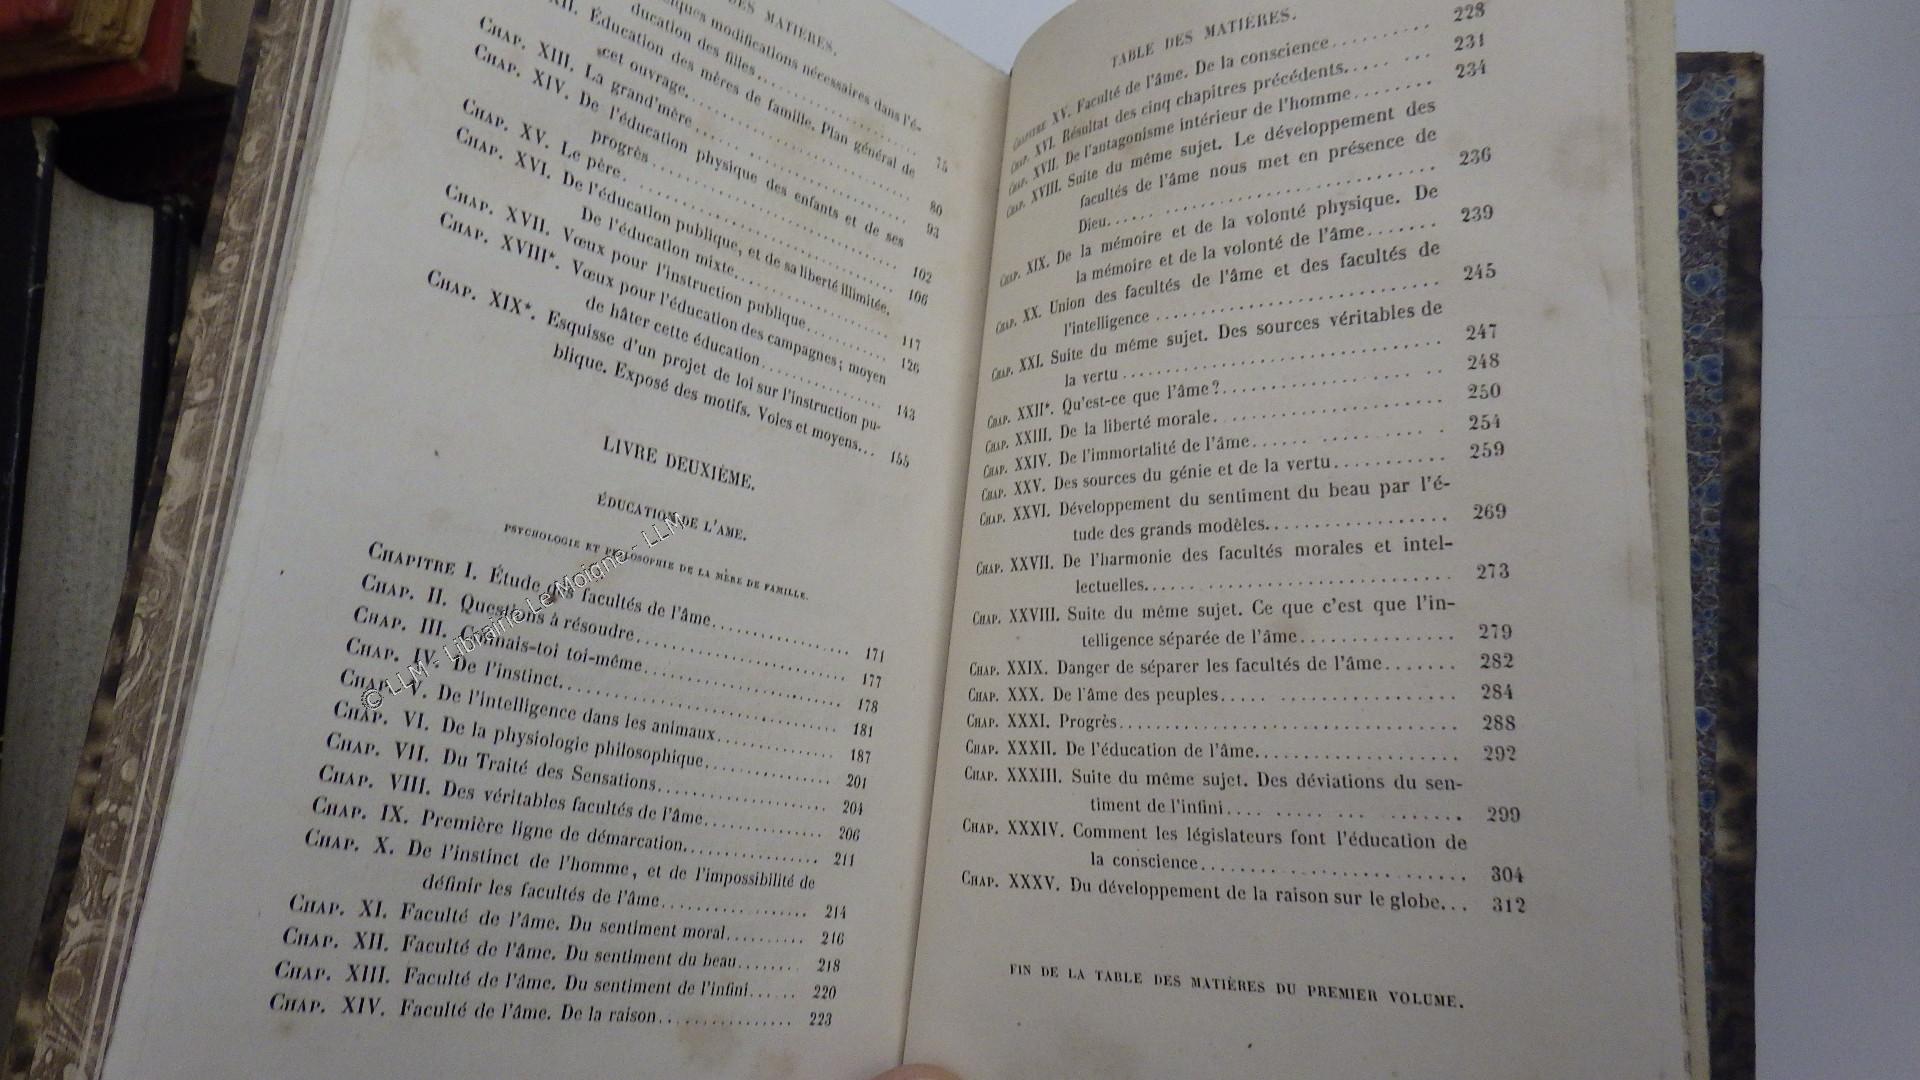 DES MATIÈRES.
modifications nécessaires dans l'é-
ducation des filles.. 75
XII. Éducation des mères de famille. Plan général de
cet ouvrage. 80
CHAP. XIII. La grand'mère 93
CHAP. XIV. De l'éducation physique des enfants et de ses
progrès 102
CHAP. XV. Le père. 106
CHAP. XVI. De l'éducation publique, et de sa liberté illimitée.
De l'éducation mixte. 117
CHAP. XVII. Vœux pour l'instruction publique. 126
CHAP. XVIII*. Vœux pour l'éducation des campagnes; moyen
de hâter cette éducation. 143
CHAP. XIX*. Esquisse d'un projet de loi sur l'instruction pu-
blique. Exposé des motifs. Voies et moyens... 155
LIVRE DEUXIÈME.
ÉDUCATION DE L'AME.
PSYCHOLOGIE ET PHILOSOPHIE DE LA MÈRE DE FAMILLE.
CHAPITRE I. Étude des facultés de l'âme. 171
CHAP. II. Questions à résoudre. 177
CHAP. III. Connais-toi toi-même. 178
CHAP. IV. De l'instinct. 181
CHAP. V. De l'intelligence dans les animaux. 187
CHAP. VI. De la physiologie philosophique. 201
CHAP. VII. Du Traité des Sensations. 204
CHAP. VIII. Des véritables facultés de l'âme. 206
CHAP. IX. Première ligne de démarcation. 211
CHAP. X. De l'instinct de l'homme, et de l'impossibilité de
définir les facultés de l'âme. 214
CHAP. XI. Faculté de l'âme. Du sentiment moral. 216
CHAP. XII. Faculté de l'âme. Du sentiment du beau. 218
CHAP. XIII. Faculté de l'âme. Du sentiment de l'infini. 220
CHAP. XIV. Faculté de l'âme. De la raison. 223
© LLM - Librairie Le Moigne - LLM
TABLE DES MATIÈRES.
CHAPITRE XV. Faculté de l'âme. De la conscience 228
CHAP. XVI. Résultat des cinq chapitres précédents. 231
CHAP. XVII. De l'antagonisme intérieur de l'homme 234
CHAP. XVIII. Suite du même sujet. Le développement des
facultés de l'âme nous met en présence de
Dieu. 236
CHAP. XIX. De la mémoire et de la volonté physique. De
la mémoire et de la volonté de l'âme. 239
CHAP. XX. Union des facultés de l'âme et des facultés de
l'intelligence 245
CHAP. XXI. Suite du même sujet. Des sources véritables de
la vertu 247
CHAP. XXII*. Qu'est-ce que l'âme? 248
CHAP. XXIII. De la liberté morale. 250
CHAP. XXIV. De l'immortalité de l'âme 254
CHAP. XXV. Des sources du génie et de la vertu 259
CHAP. XXVI. Développement du sentiment du beau par l'é-
tude des grands modèles. 269
CHAP. XXVII. De l'harmonie des facultés morales et intel-
lectuelles. 273
CHAP. XXVIII. Suite du même sujet. Ce que c'est que l'in-
telligence séparée de l'âme 279
CHAP. XXIX. Danger de séparer les facultés de l'âme 282
CHAP. XXX. De l'âme des peuples. 284
CHAP. XXXI. Progrès. 288
CHAP. XXXII. De l'éducation de l'âme. 292
CHAP. XXXIII. Suite du même sujet. Des déviations du sen-
timent de l'infini 299
CHAP. XXXIV. Comment les législateurs font l'éducation de
la conscience 304
CHAP. XXXV. Du développement de la raison sur le globe... 312
FIN DE LA TABLE DES MATIÈRES DU PREMIER VOLUME.